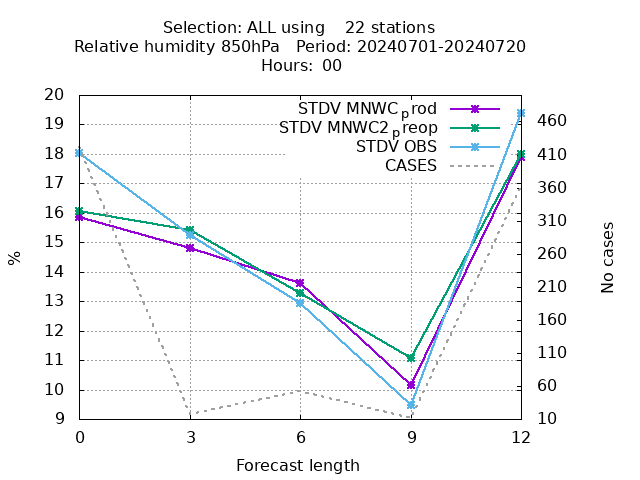 Selection: ALL using    22 stations
Relative humidity 850hPa   Period: 20240701-20240720
Hours: 00
STDV MNWC_prod
STDV MNWC2_preop
STDV OBS
CASES
20
19
18
17
16
15
14
13
12
11
10
9
%
460
410
360
310
260
210
160
110
60
10
No cases
0 3 6 9 12
Forecast length